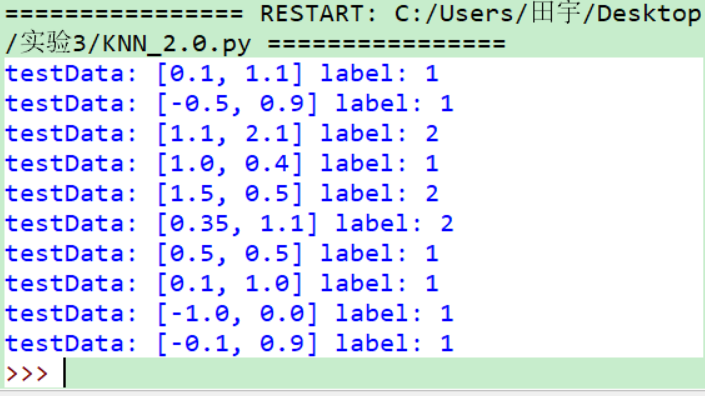 ================ RESTART: C:/Users/田宇/Desktop
/实验3/KNN_2.0.py ================
testData: [0.1, 1.1] label: 1
testData: [-0.5, 0.9] label: 1
testData: [1.1, 2.1] label: 2
testData: [1.0, 0.4] label: 1
testData: [1.5, 0.5] label: 2
testData: [0.35, 1.1] label: 2
testData: [0.5, 0.5] label: 1
testData: [0.1, 1.0] label: 1
testData: [-1.0, 0.0] label: 1
testData: [-0.1, 0.9] label: 1
>>>